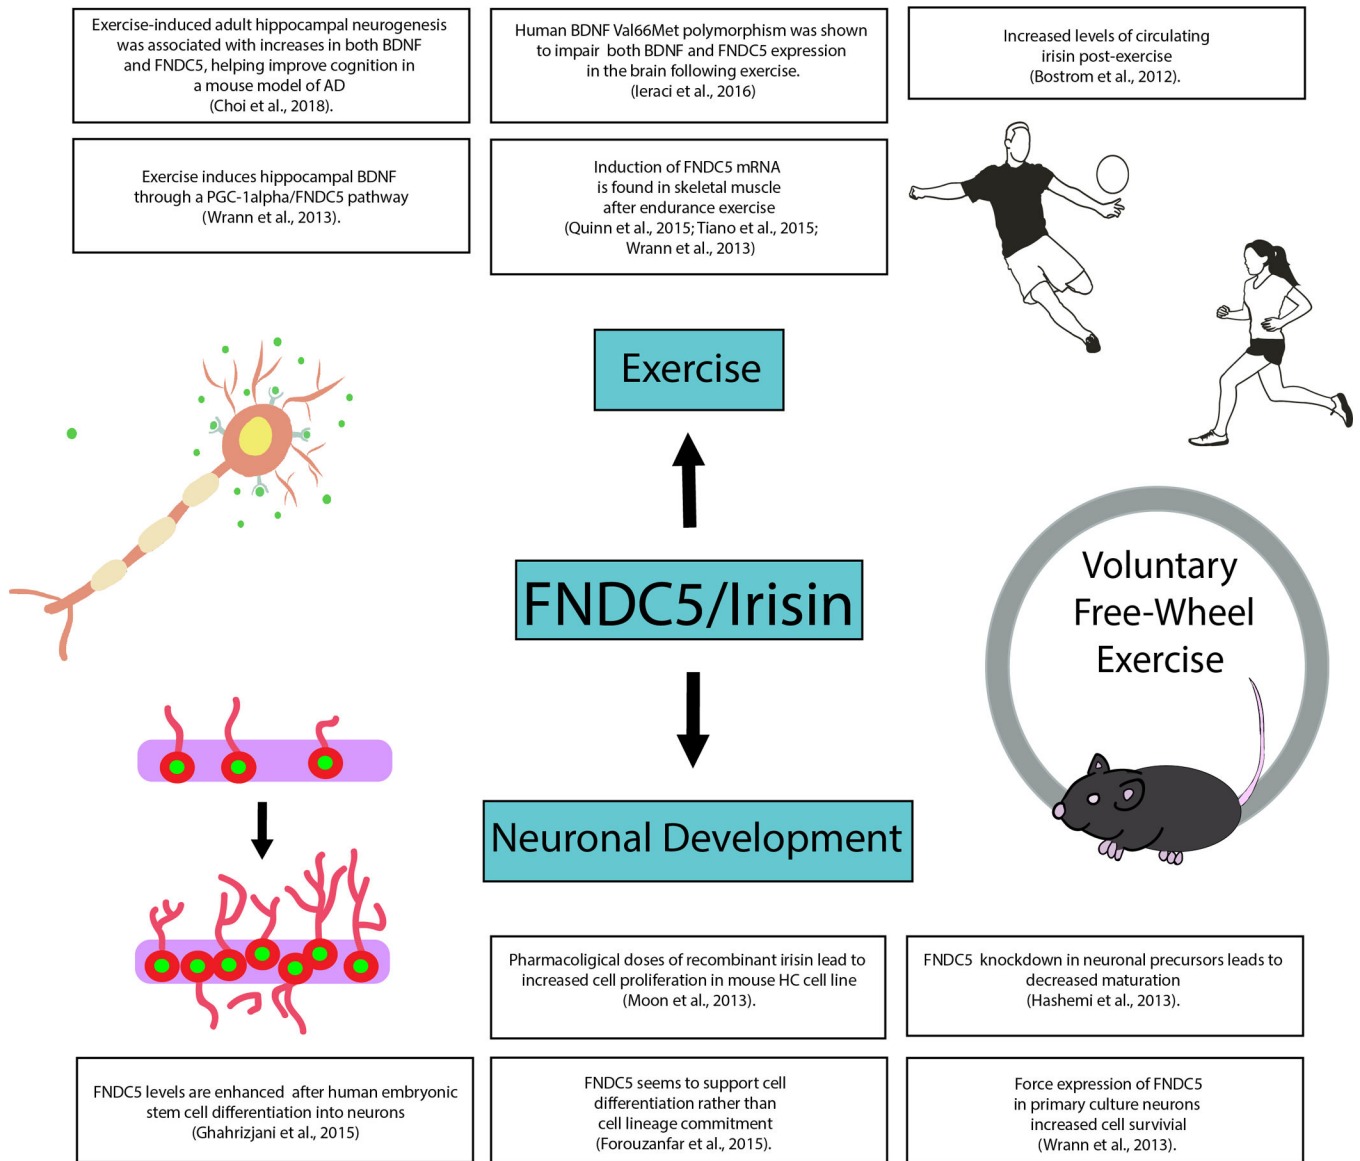 Exercise-induced adult hippocampal neurogenesis
was associated with increases in both BDNF
and FNDC5, helping improve cognition in
a mouse model of AD
(Choi et al., 2018).
Human BDNF Val66Met polymorphism was shown
to impair both BDNF and FNDC5 expression
in the brain following exercise.
(Ieraci et al., 2016)
Increased levels of circulating
irisin post-exercise
(Bostrom et al., 2012).
Exercise induces hippocampal BDNF
through a PGC-1alpha/FNDC5 pathway
(Wrann et al., 2013).
Induction of FNDC5 mRNA
is found in skeletal muscle
after endurance exercise
(Quinn et al., 2015; Tiano et al., 2015;
Wrann et al., 2013)
Exercise
FNDC5/Irisin
Voluntary
Free-Wheel
Exercise
Neuronal Development
Pharmacoligical doses of recombinant irisin lead to
increased cell proliferation in mouse HC cell line
(Moon et al., 2013).
FNDC5 knockdown in neuronal precursors leads to
decreased maturation
(Hashemi et al., 2013).
FNDC5 levels are enhanced after human embryonic
stem cell differentiation into neurons
(Ghahrizjani et al., 2015)
FNDC5 seems to support cell
differentiation rather than
cell lineage commitment
(Forouzanfar et al., 2015).
Force expression of FNDC5
in primary culture neurons
increased cell survivial
(Wrann et al., 2013).